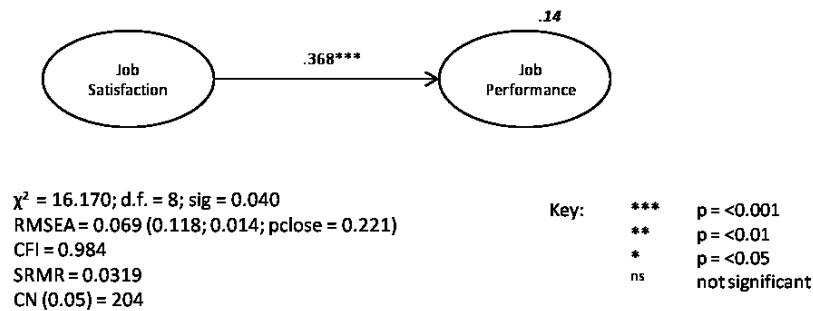 .14
Job
Satisfaction
.368***
Job
Performance
χ² = 16.170; d.f. = 8; sig = 0.040
RMSEA = 0.069 (0.118; 0.014; pclose = 0.221)
CFI = 0.984
SRMR = 0.0319
CN (0.05) = 204
Key:
*** p = <0.001
** p = <0.01
* p = <0.05
ns not significant